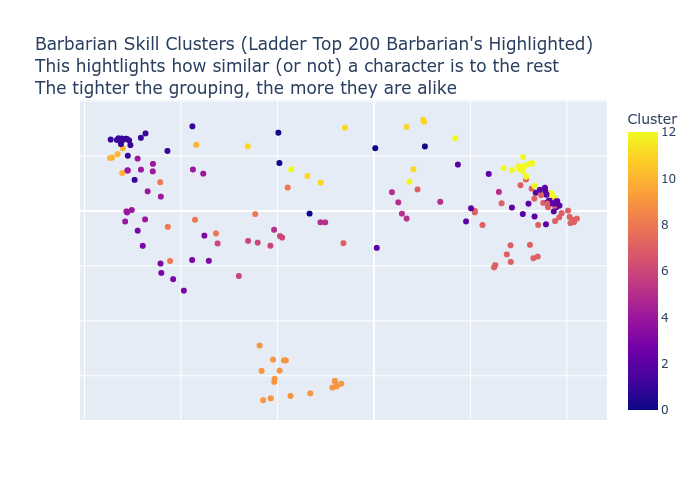 Barbarian Skill Clusters (Ladder Top 200 Barbarian's Highlighted)
This hightlights how similar (or not) a character is to the rest
The tighter the grouping, the more they are alike
Cluster
12
10
8
6
4
2
0